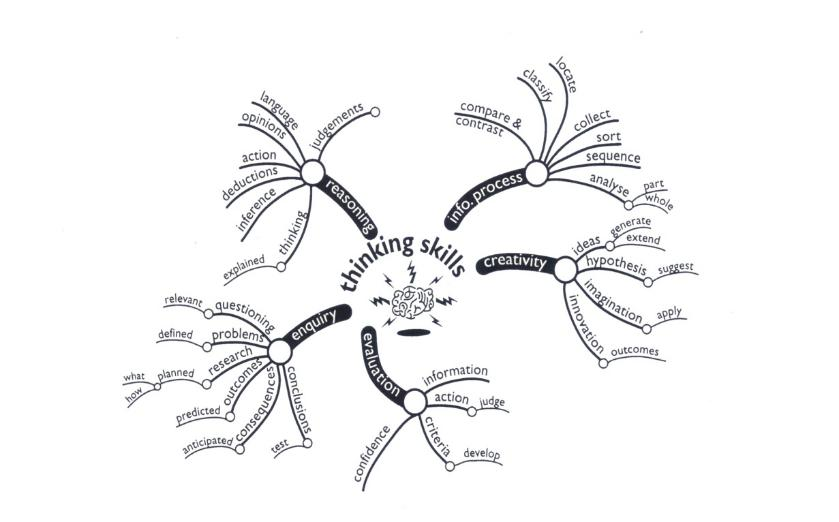 thinking skills
info. process
compare &
contrast
classify
locate
collect
sort
sequence
analyse
part
whole
creativity
ideas
generate
extend
hypothesis
suggest
imagination
apply
innovation
outcomes
evaluation
information
action
judge
criteria
develop
confidence
enquiry
conclusions
test
consequences
anticipated
outcomes
predicted
research
planned
what
how
problems
defined
questioning
relevant
reasoning
thinking
explained
inference
deductions
action
opinions
language
judgements